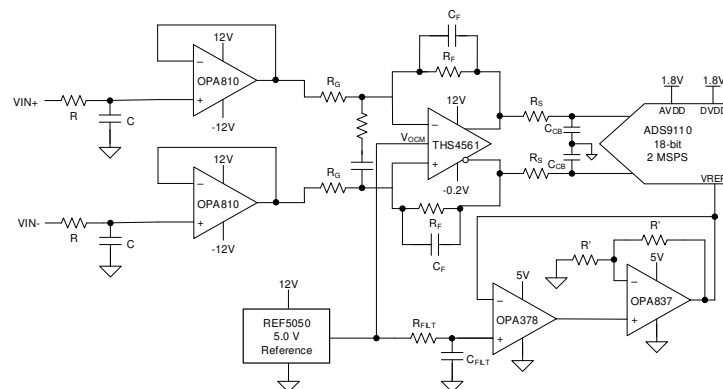 12V
OPA810
-12V
VIN+
R
C
RG
CF
RF
12V
THS4561
-0.2V
VOCM
RF
CF
RS
RS
CCB
CCB
1.8V
1.8V
AVDD
DVDD
ADS9110
18-bit
2 MSPS
VREF
12V
OPA810
-12V
VIN-
R
C
RG
12V
REF5050
5.0 V
Reference
RFILT
CFILT
5V
OPA378
R'
R'
5V
OPA837
−
+
−
+
−
+
−
+
−
+